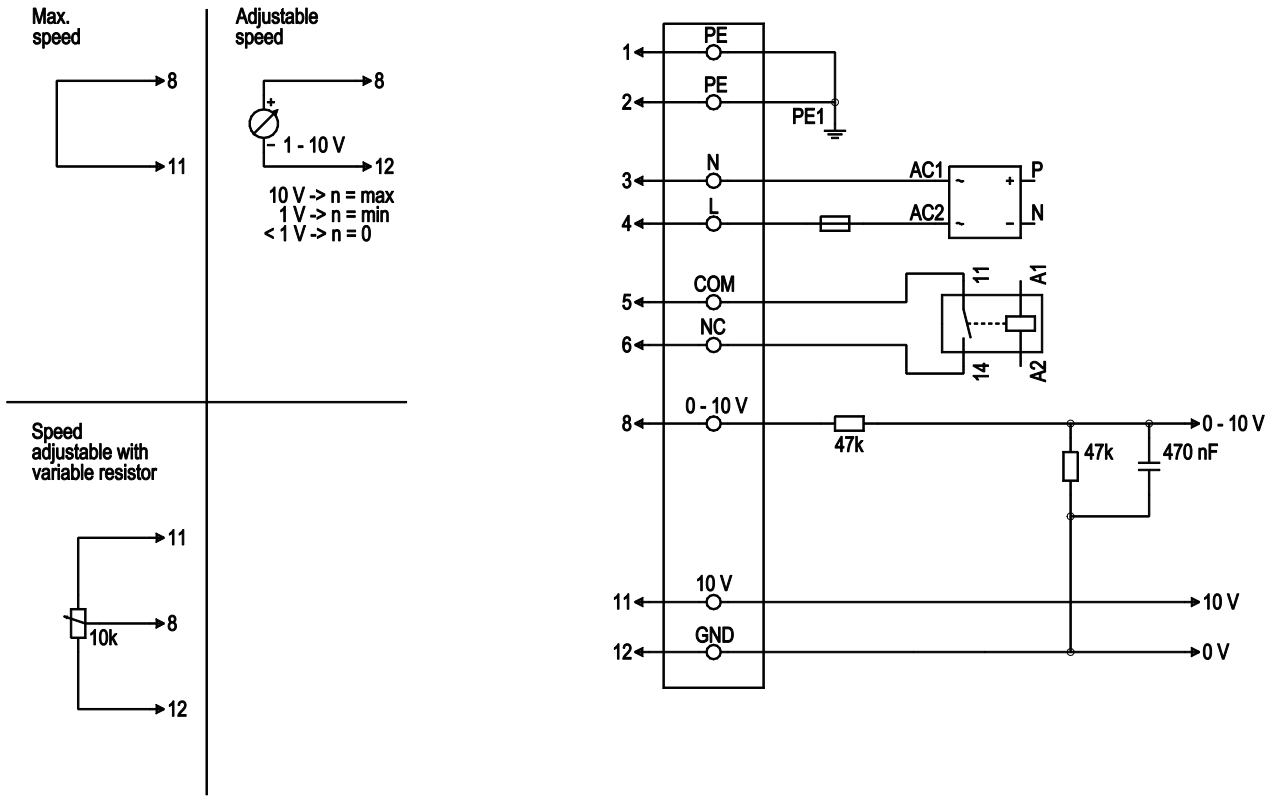 Max.
speed
8
11
Adjustable
speed
8
+
- 1 - 10 V
12
10 V -> n = max
1 V -> n = min
< 1 V -> n = 0
Speed
adjustable with
variable resistor
11
8
10k
12
1 PE
2 PE
PE1
3 N AC1 ~ + P
4 L AC2 ~ - N
5 COM
6 NC
11 A1
14 A2
8 0 - 10 V
47k
47k
470 nF
0 - 10 V
11 10 V
10 V
12 GND
0 V